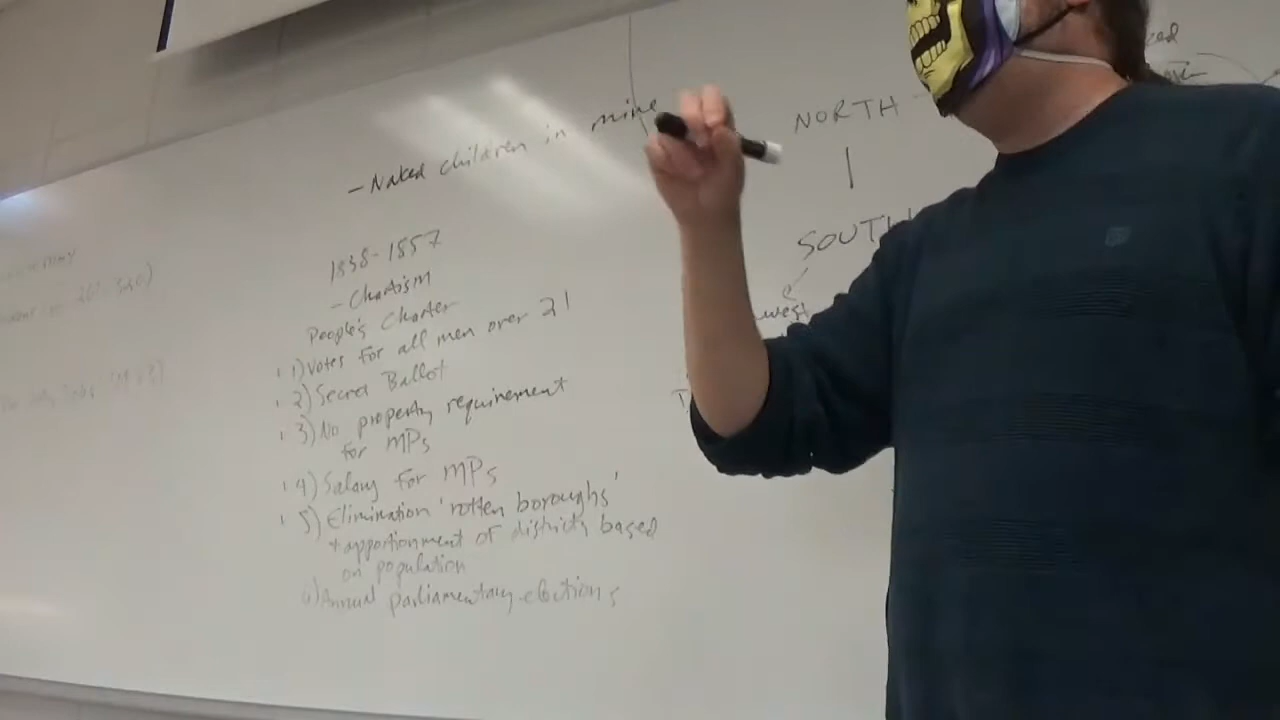 - Naked children in mine
1838-1857
- Chartism
People's Charter
1) Votes for all men over 21
2) Secret Ballot
3) No property requirement
for MPs
4) Salary for MPs
5) Elimination 'rotten boroughs'
+ apportionment of districts based
on population
6) Annual parliamentary elections
NORTH
SOUTH
west